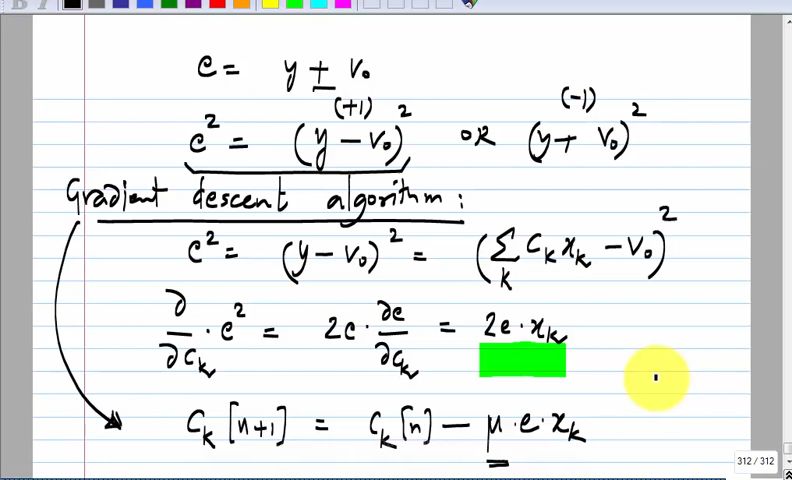 B I
e = y ± V₀
e² = (y − V₀)² (+1) OR (y + V₀)² (−1)
Gradient descent algorithm:
e² = (y − V₀)² = (∑ₖ Cₖ xₖ − V₀)²
∂/∂Cₖ · e² = 2e · ∂e/∂Cₖ = 2e · xₖ
Cₖ[n+1] = Cₖ[n] − μ · e · xₖ
312 / 312